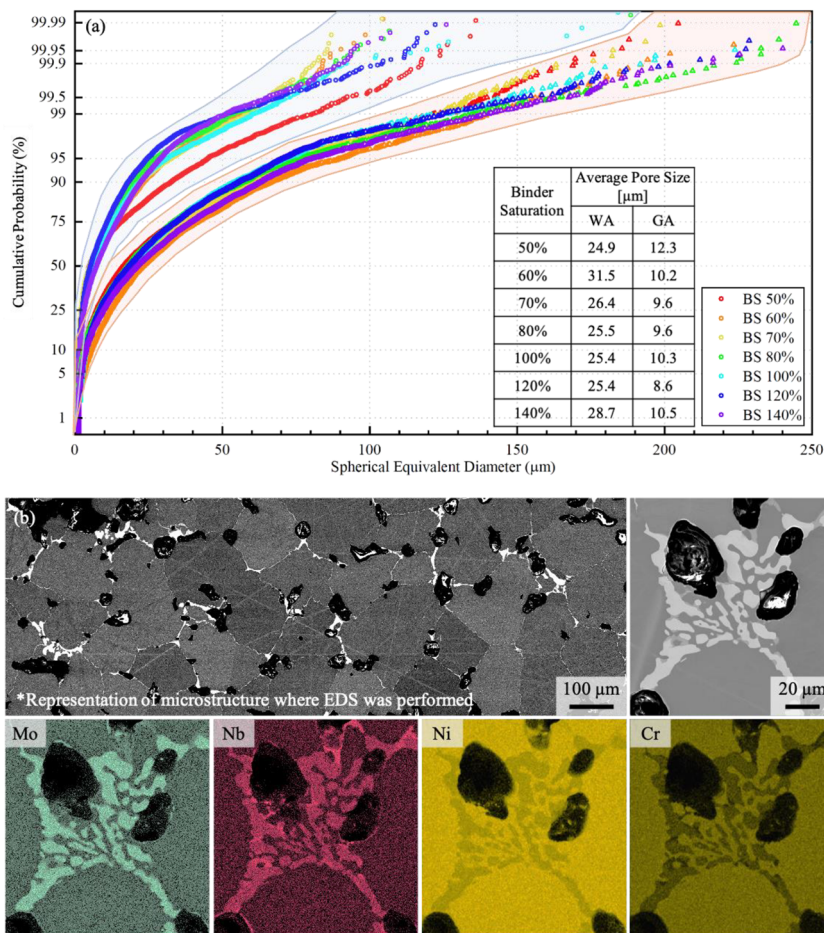 (a)
99.99
99.95
99.9
99.5
99
95
90
75
50
25
10
5
1
Cumulative Probability (%)
0 50 100 150 200 250
Spherical Equivalent Diameter (μm)
Binder Saturation Average Pore Size [μm]
WA GA
50% 24.9 12.3
60% 31.5 10.2
70% 26.4 9.6
80% 25.5 9.6
100% 25.4 10.3
120% 25.4 8.6
140% 28.7 10.5
BS 50%
BS 60%
BS 70%
BS 80%
BS 100%
BS 120%
BS 140%
(b)
*Representation of microstructure where EDS was performed
100 μm
20 μm
Mo
Nb
Ni
Cr